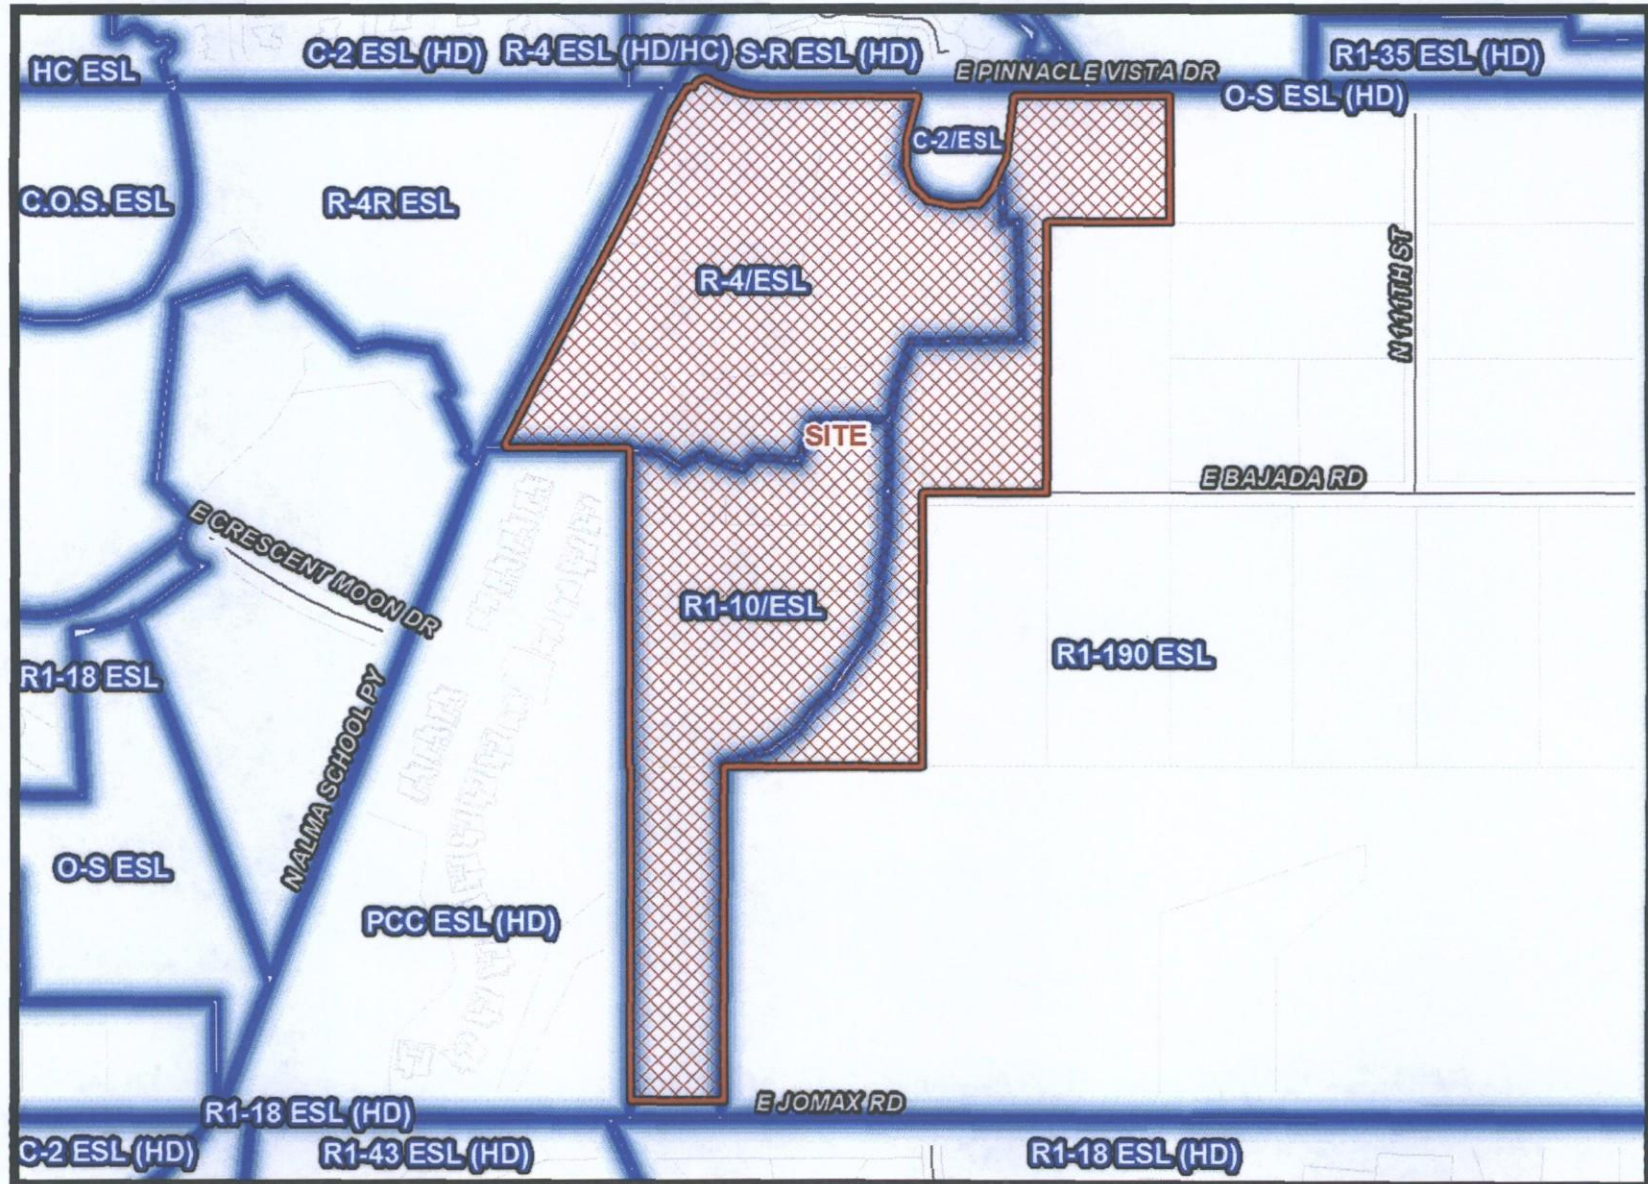 HC ESL
C-2 ESL (HD)
R-4 ESL (HD/HC)
S-R ESL (HD)
E PINNACLE VISTA DR
R1-35 ESL (HD)
O-S ESL (HD)
C-2/ESL
C.O.S. ESL
R-4R ESL
R-4/ESL
N 111TH ST
SITE
E BAJADA RD
E CRESCENT MOON DR
R1-10/ESL
R1-190 ESL
R1-18 ESL
N ALMA SCHOOL PY
O-S ESL
PCC ESL (HD)
E JOMAX RD
R1-18 ESL (HD)
C-2 ESL (HD)
R1-43 ESL (HD)
R1-18 ESL (HD)